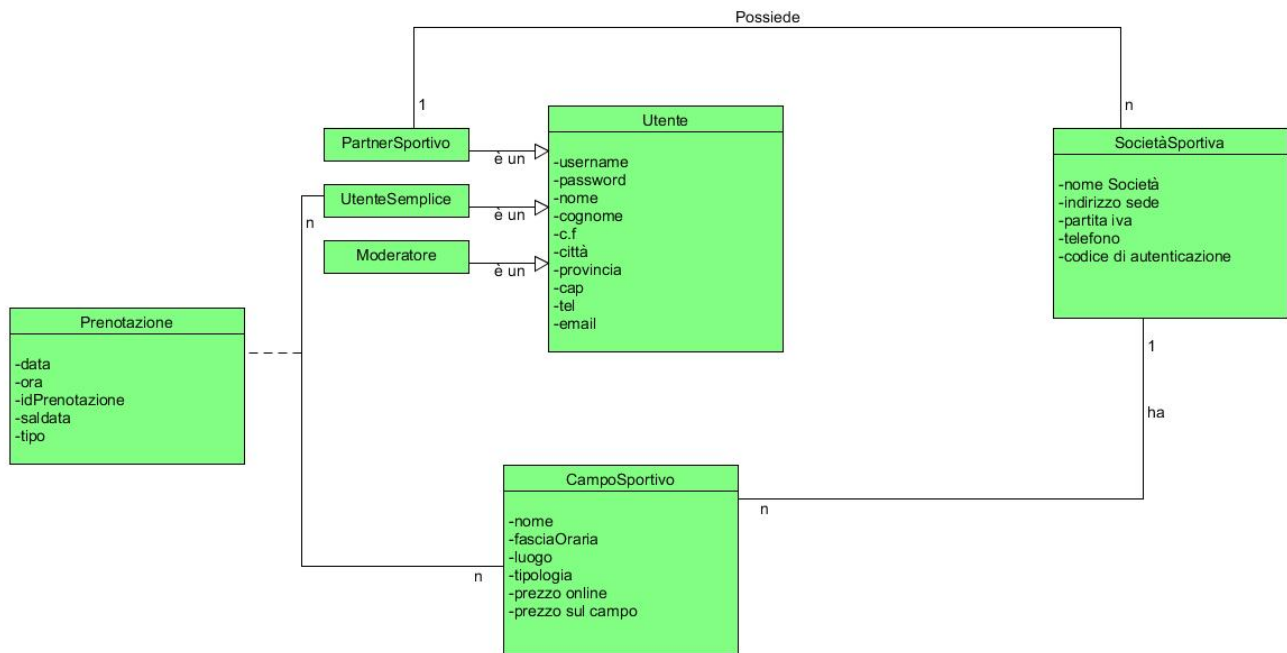 Possiede
1
n
PartnerSportivo
è un
UtenteSemplice
è un
n
Moderatore
è un
Utente
-username
-password
-nome
-cognome
-c.f
-città
-provincia
-cap
-tel
-email
SocietàSportiva
-nome Società
-indirizzo sede
-partita iva
-telefono
-codice di autenticazione
Prenotazione
-data
-ora
-idPrenotazione
-saldata
-tipo
1
ha
n
CampoSportivo
-nome
-fasciaOraria
-luogo
-tipologia
-prezzo online
-prezzo sul campo
n